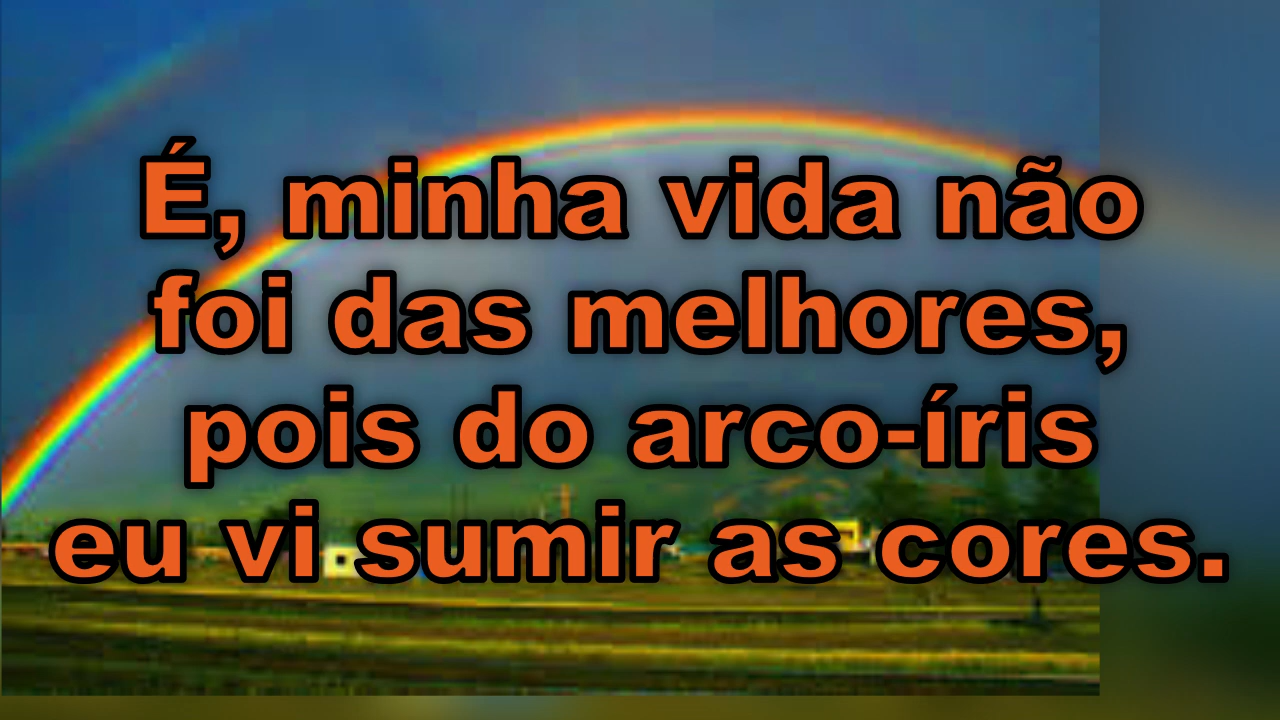 É, minha vida não
foi das melhores,
pois do arco-íris
eu vi sumir as cores.